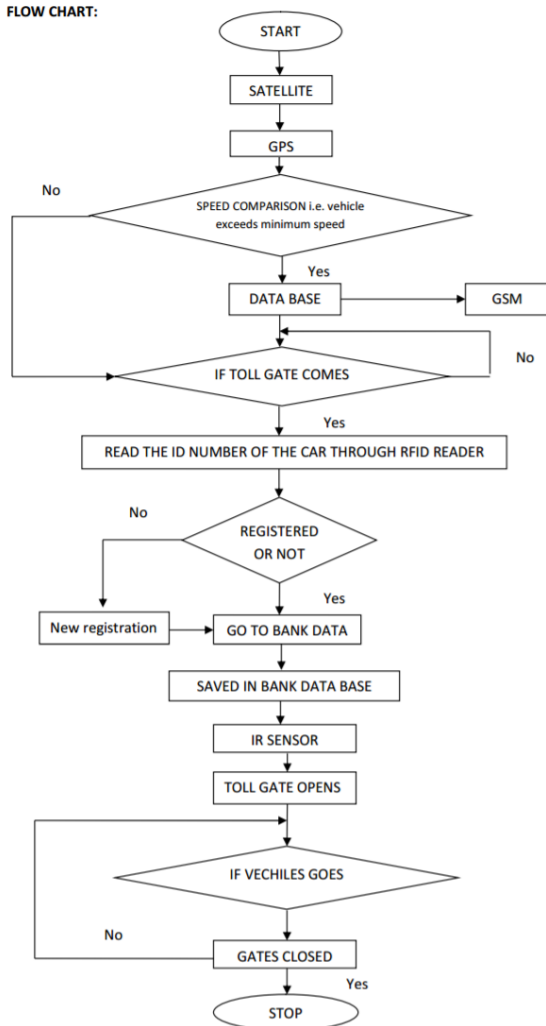 FLOW CHART:
START
SATELLITE
GPS
No
SPEED COMPARISON i.e. vehicle
exceeds minimum speed
Yes
DATA BASE
GSM
No
IF TOLL GATE COMES
Yes
READ THE ID NUMBER OF THE CAR THROUGH RFID READER
No
REGISTERED
OR NOT
Yes
New registration
GO TO BANK DATA
SAVED IN BANK DATA BASE
IR SENSOR
TOLL GATE OPENS
IF VECHILES GOES
No
GATES CLOSED
Yes
STOP